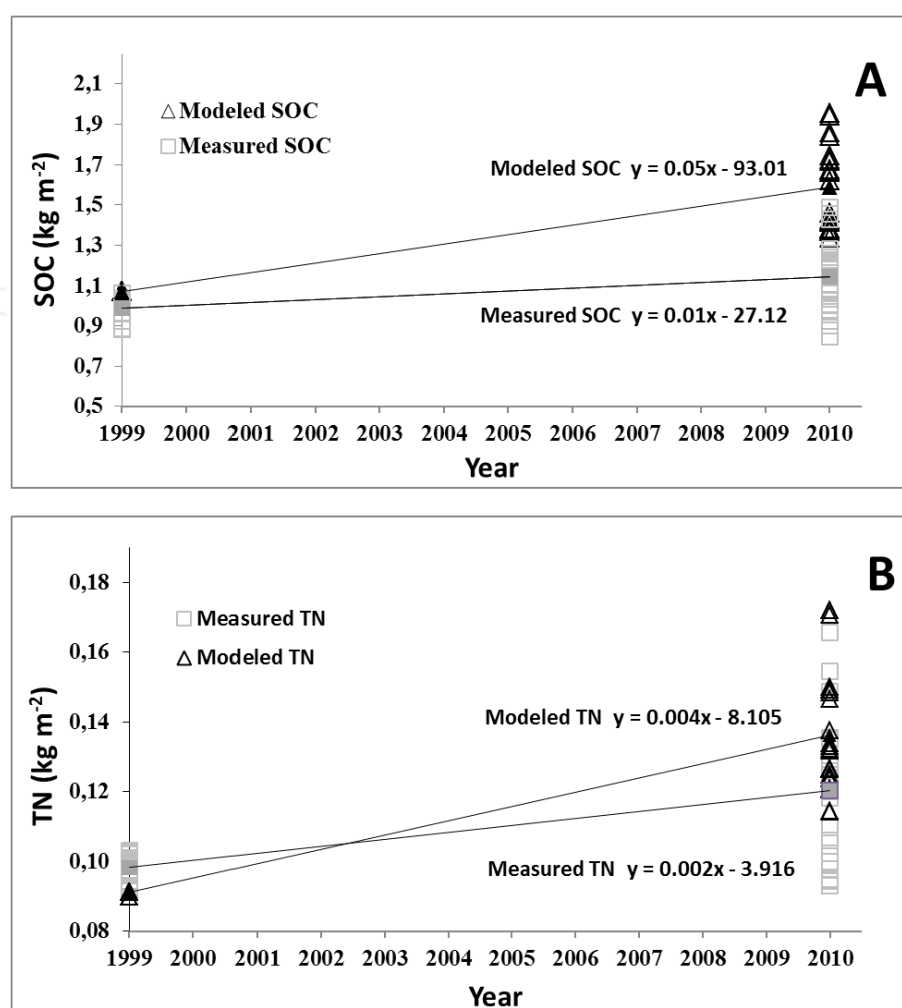 A
2,1
1,9
1,7
1,5
1,3
1,1
0,9
0,7
0,5
SOC (kg m-2)
△ Modeled SOC
□ Measured SOC
Modeled SOC y = 0.05x - 93.01
Measured SOC y = 0.01x - 27.12
1999 2000 2001 2002 2003 2004 2005 2006 2007 2008 2009 2010
Year
B
0,18
0,16
0,14
0,12
0,10
0,08
TN (kg m-2)
□ Measured TN
△ Modeled TN
Modeled TN y = 0.004x - 8.105
Measured TN y = 0.002x - 3.916
1999 2000 2001 2002 2003 2004 2005 2006 2007 2008 2009 2010
Year